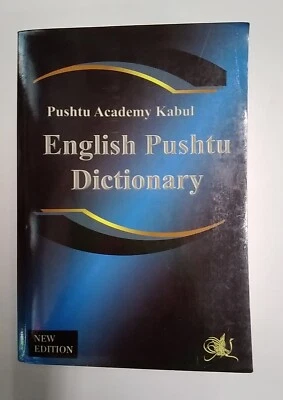 Pushtu Academy Kabul
English Pushtu
Dictionary
NEW
EDITION